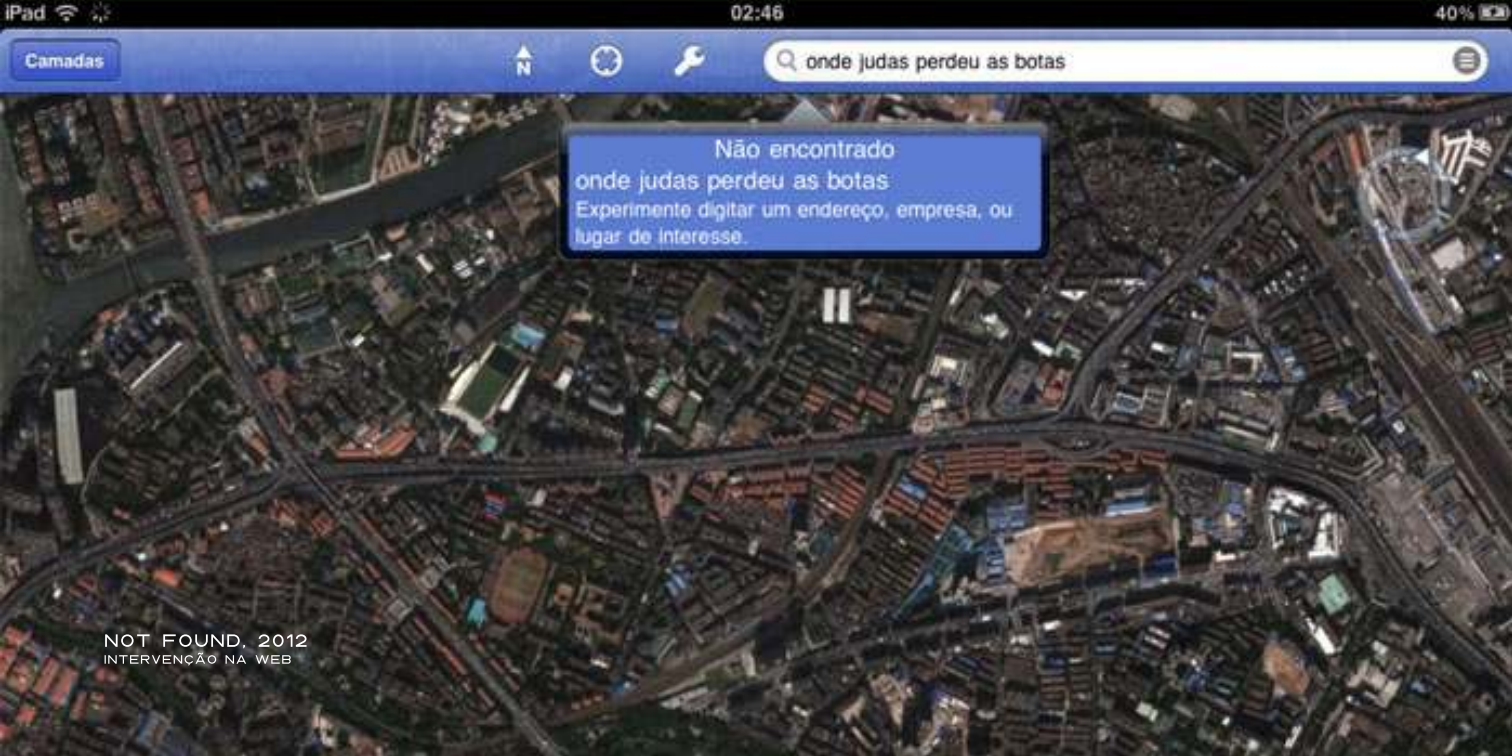 iPad 02:46 40%
Camadas N onde judas perdeu as botas
Não encontrado
onde judas perdeu as botas
Experimente digitar um endereço, empresa, ou
lugar de interesse.
NOT FOUND, 2012
INTERVENÇÃO NA WEB